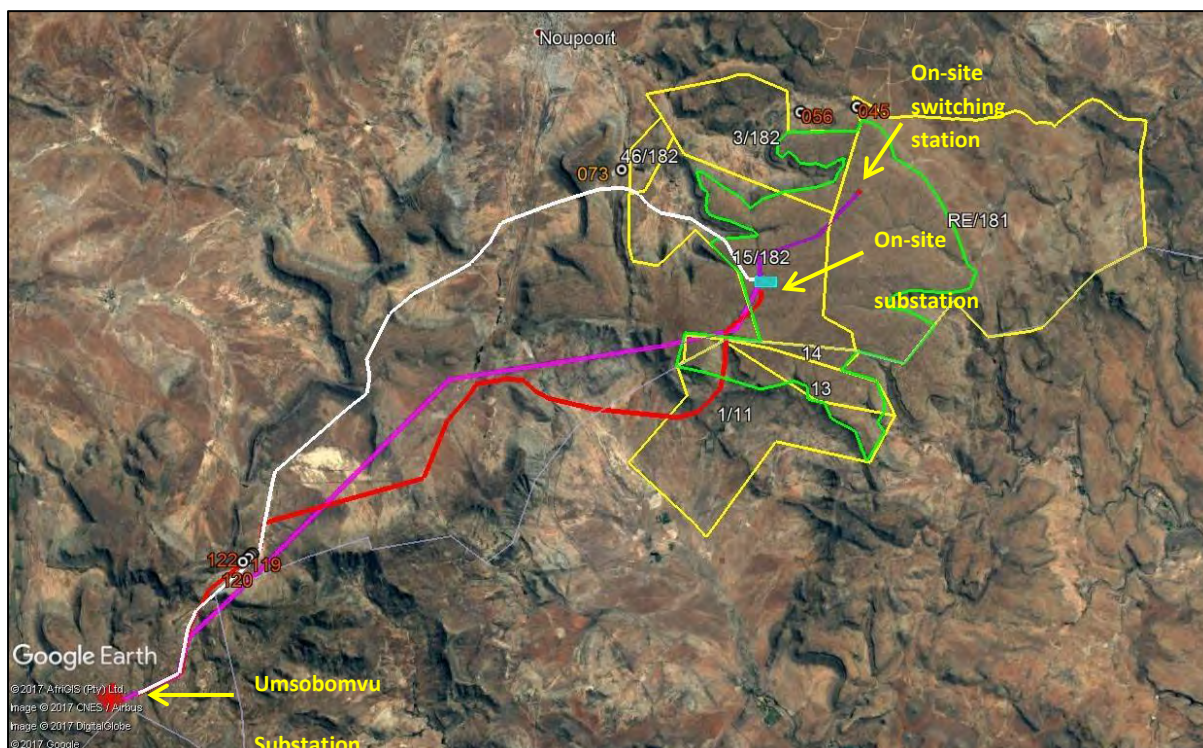 Noupoort
On-site
switching
station
056
045
3/182
46/182
073
RE/181
On-site
15/182
substation
14
13
1/11
122
119
120
Google Earth
Umsobomvu
©2017 AfriGIS (Pty) Ltd.
Image © 2017 CNES / Airbus
Image © 2017 DigitalGlobe
©2017 Google
Substation